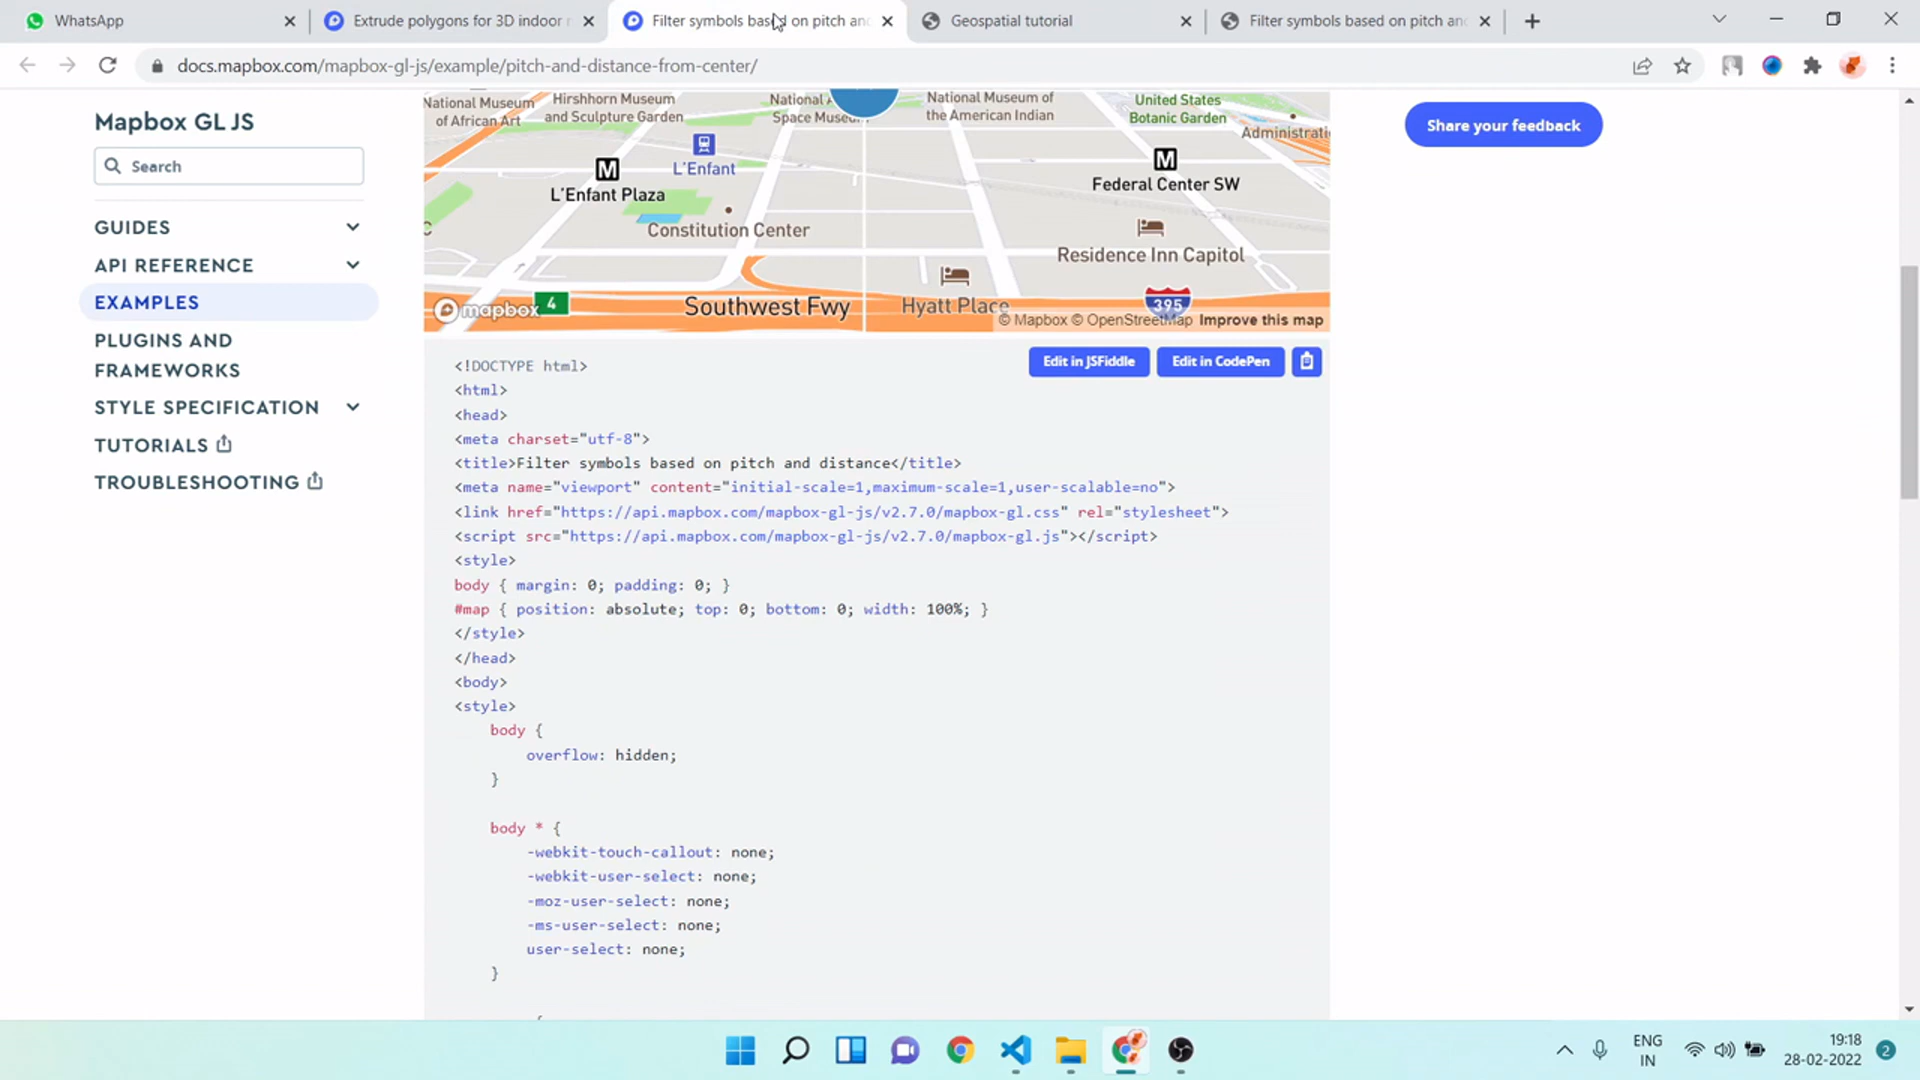 WhatsApp
Extrude polygons for 3D indoor
Filter symbols based on pitch and
Geospatial tutorial
Filter symbols based on pitch an
docs.mapbox.com/mapbox-gl-js/example/pitch-and-distance-from-center/
Mapbox GL JS
Search
GUIDES
API REFERENCE
EXAMPLES
PLUGINS AND
FRAMEWORKS
STYLE SPECIFICATION
TUTORIALS
TROUBLESHOOTING
Share your feedback
National Museum
of African Art
Hirshhorn Museum
and Sculpture Garden
National
Space
National Museum of
the American Indian
United States
Botanic Garden
M
L'Enfant
L'Enfant Plaza
M
Federal Center SW
Constitution Center
Residence Inn Capitol
mapbox
4
Southwest Fwy
Hyatt Place
395
© Mapbox © OpenStreetMap Improve this map
Edit in JSFiddle
Edit in CodePen
<!DOCTYPE html>
<html>
<head>
<meta charset="utf-8">
<title>Filter symbols based on pitch and distance</title>
<meta name="viewport" content="initial-scale=1,maximum-scale=1,user-scalable=no">
<link href="https://api.mapbox.com/mapbox-gl-js/v2.7.0/mapbox-gl.css" rel="stylesheet">
<script src="https://api.mapbox.com/mapbox-gl-js/v2.7.0/mapbox-gl.js"></script>
<style>
body { margin: 0; padding: 0; }
#map { position: absolute; top: 0; bottom: 0; width: 100%; }
</style>
</head>
<body>
<style>
body {
overflow: hidden;
}
body * {
-webkit-touch-callout: none;
-webkit-user-select: none;
-moz-user-select: none;
-ms-user-select: none;
user-select: none;
}
ENG
IN
19:18
28-02-2022
2